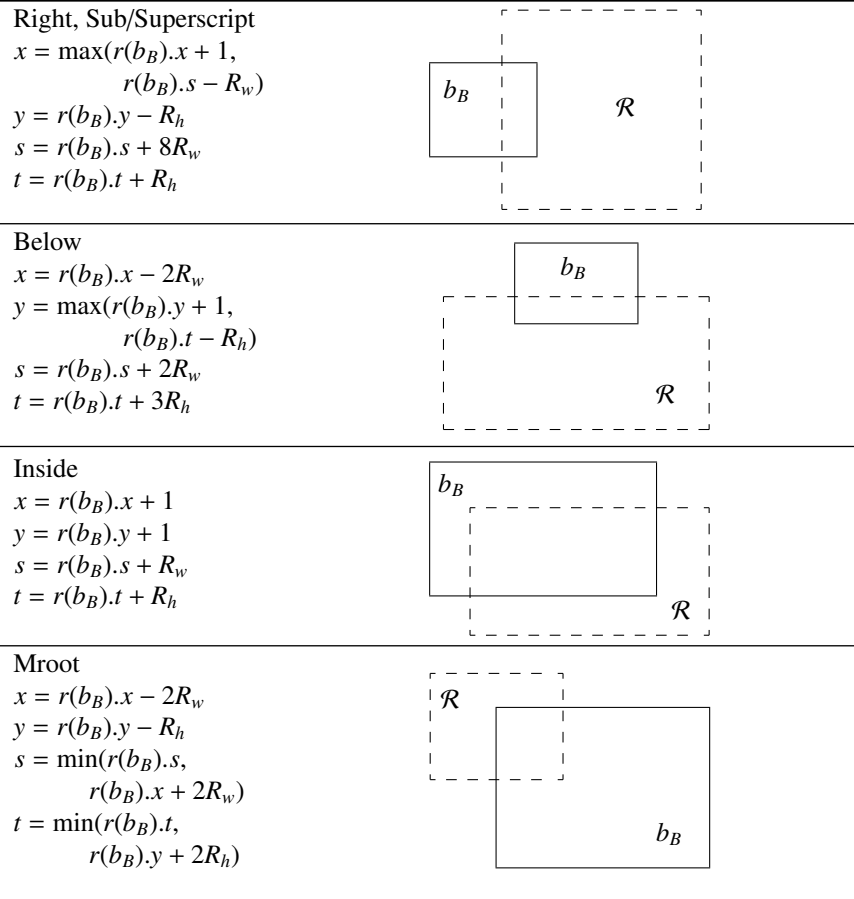 Right, Sub/Superscript
x = max(r(b_B).x + 1,
r(b_B).s − R_w)
y = r(b_B).y − R_h
s = r(b_B).s + 8R_w
t = r(b_B).t + R_h
b_B
ℛ
Below
x = r(b_B).x − 2R_w
y = max(r(b_B).y + 1,
r(b_B).t − R_h)
s = r(b_B).s + 2R_w
t = r(b_B).t + 3R_h
b_B
ℛ
Inside
x = r(b_B).x + 1
y = r(b_B).y + 1
s = r(b_B).s + R_w
t = r(b_B).t + R_h
b_B
ℛ
Mroot
x = r(b_B).x − 2R_w
y = r(b_B).y − R_h
s = min(r(b_B).s,
r(b_B).x + 2R_w)
t = min(r(b_B).t,
r(b_B).y + 2R_h)
ℛ
b_B